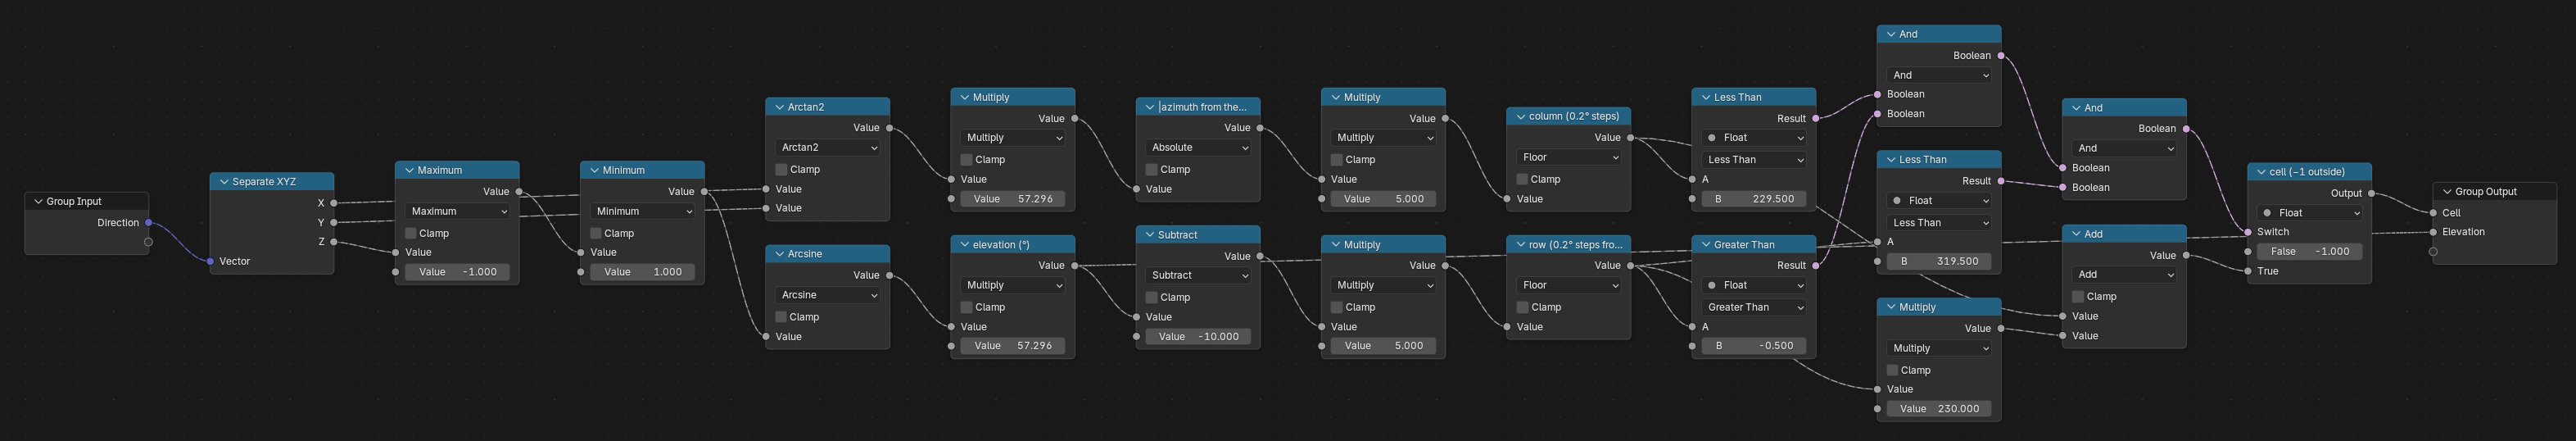 Group Input
Direction
Separate XYZ
X
Y
Z
Vector
Maximum
Value
Maximum
Clamp
Value
Value -1.000
Minimum
Value
Minimum
Clamp
Value
Value 1.000
Arctan2
Value
Arctan2
Clamp
Value
Value
Arcsine
Value
Arcsine
Clamp
Value
Multiply
Value
Multiply
Clamp
Value
Value 57.296
elevation (°)
Value
Multiply
Clamp
Value
Value 57.296
|azimuth from the...
Value
Absolute
Clamp
Value
Subtract
Value
Subtract
Clamp
Value
Value -10.000
Multiply
Value
Multiply
Clamp
Value
Value 5.000
Multiply
Value
Multiply
Clamp
Value
Value 5.000
column (0.2° steps)
Value
Floor
Clamp
Value
row (0.2° steps fro...
Value
Floor
Clamp
Value
Less Than
Result
Float
Less Than
A
B 229.500
Greater Than
Result
Float
Greater Than
A
B -0.500
And
Boolean
And
Boolean
Boolean
Less Than
Result
Float
Less Than
A
B 319.500
Multiply
Value
Multiply
Clamp
Value
Value 230.000
And
Boolean
And
Boolean
Boolean
Add
Value
Add
Clamp
Value
Value
cell (−1 outside)
Output
Float
Switch
False -1.000
True
Group Output
Cell
Elevation